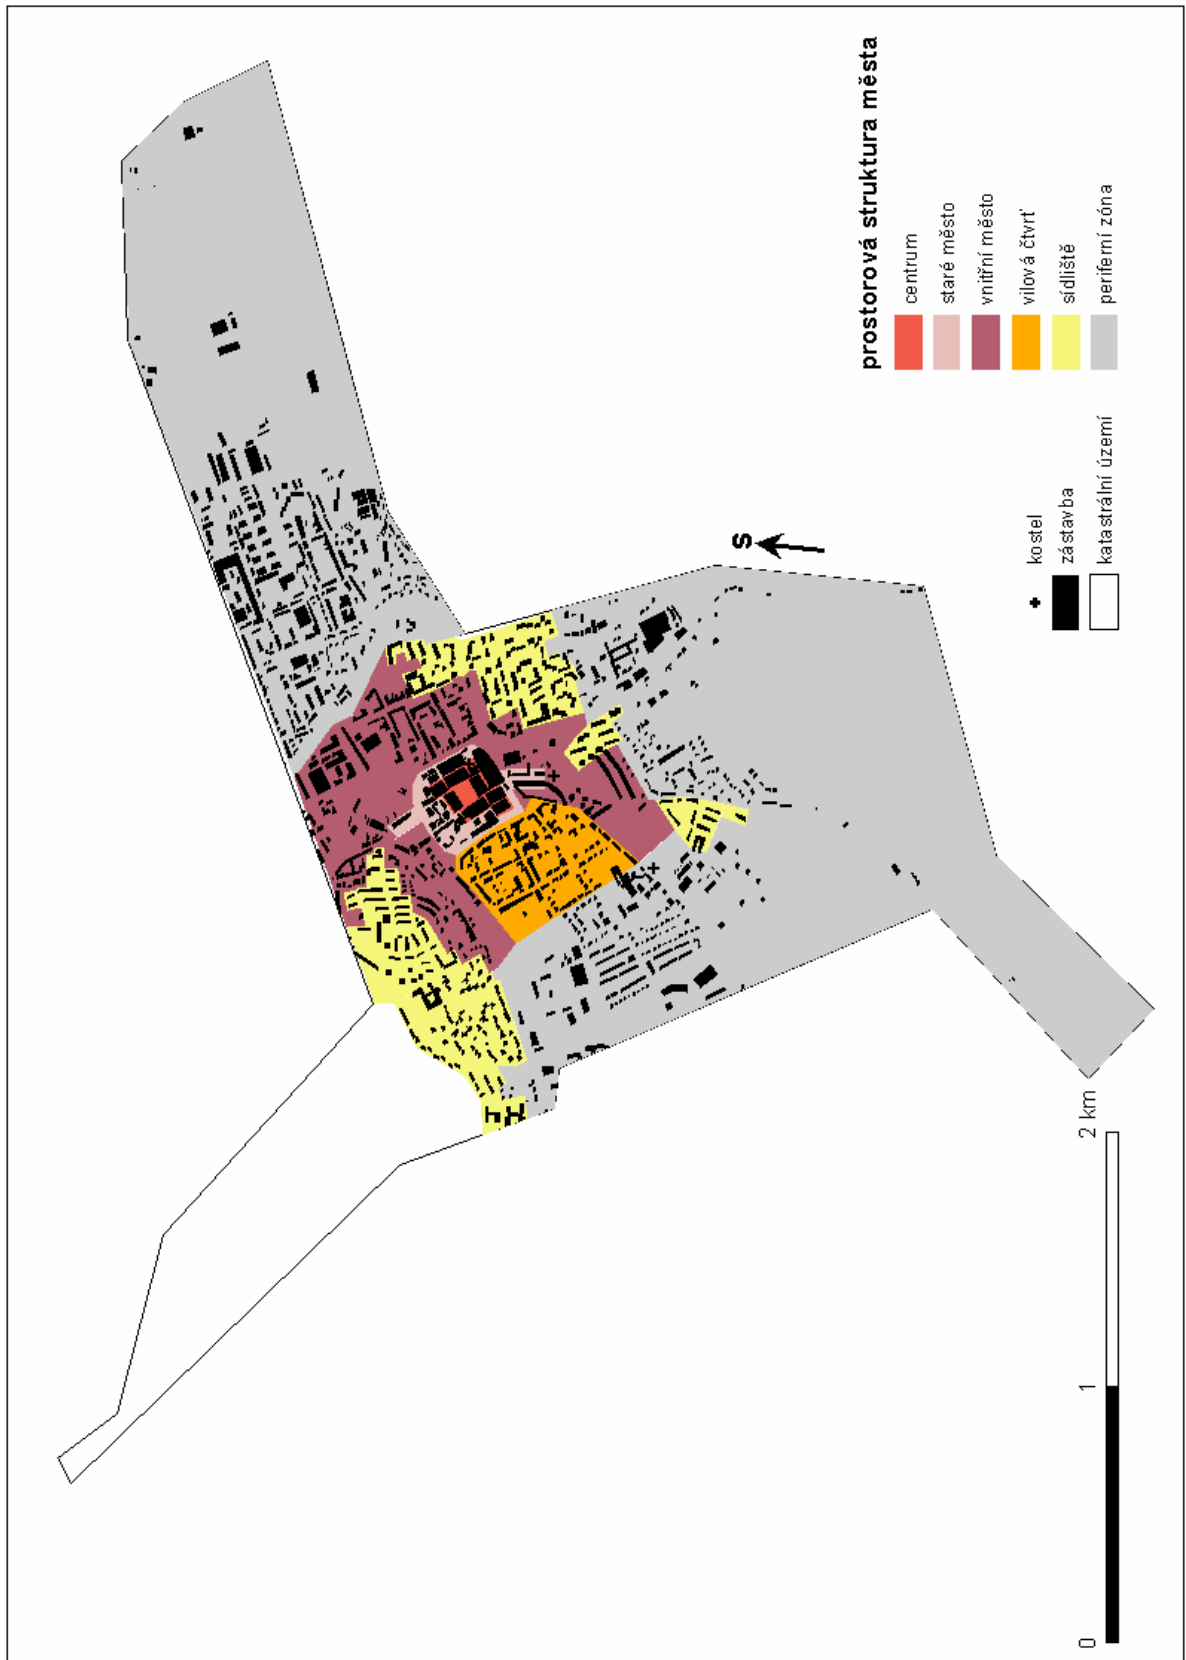 prostorová struktura města
centrum
staré město
vnitřní město
vilová čtvrť
sídliště
periferní zóna
kostel
zástavba
katastrální území
S
0 1 2 km